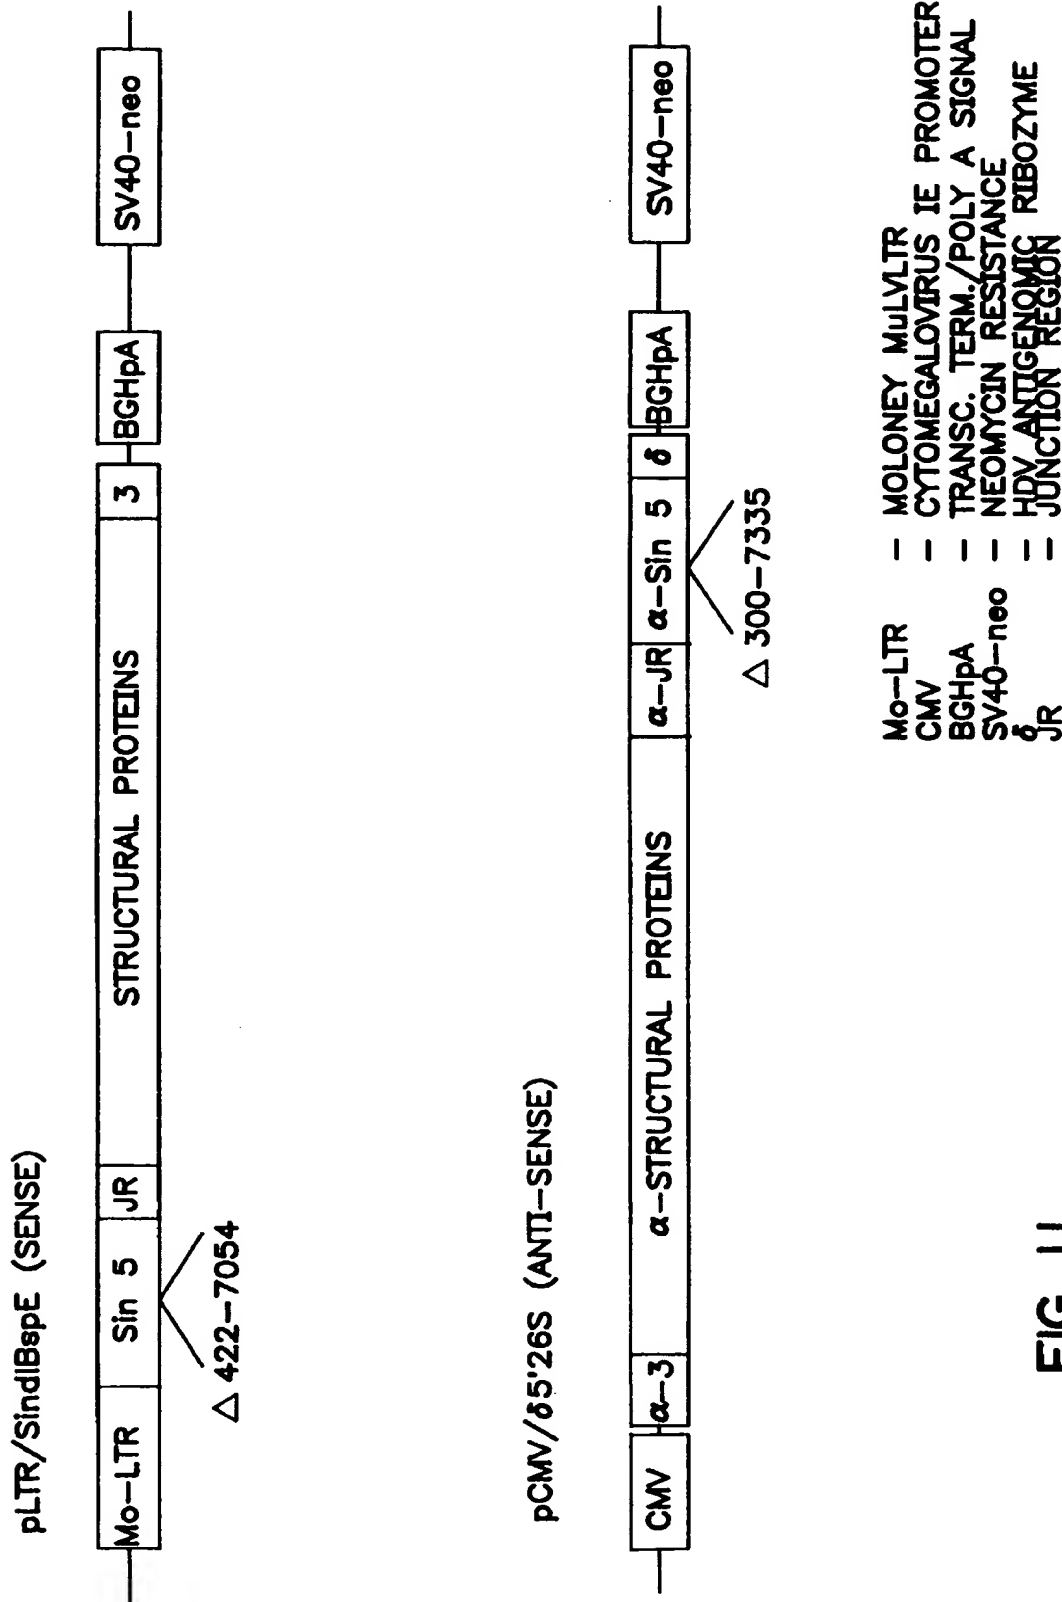 pLTR/SindlBspE (SENSE)
Mo-LTR Sin 5 JR STRUCTURAL PROTEINS 3 BGHpA SV40-neo
△ 422-7054
pCMV/δ5'26S (ANTI-SENSE)
CMV α-3 α-STRUCTURAL PROTEINS α-JR α-Sin 5 δ BGHpA SV40-neo
△ 300-7335
Mo-LTR - MOLONEY MuLVLTR
CMV - CYTOMEGALOVIRUS IE PROMOTER
BGHpA - TRANSC. TERM./POLY A SIGNAL
SV40-neo - NEOMYCIN RESISTANCE
δ - HDV ANTIGENOMIC RIBOZYME
JR - JUNCTION REGION
FIG. 11